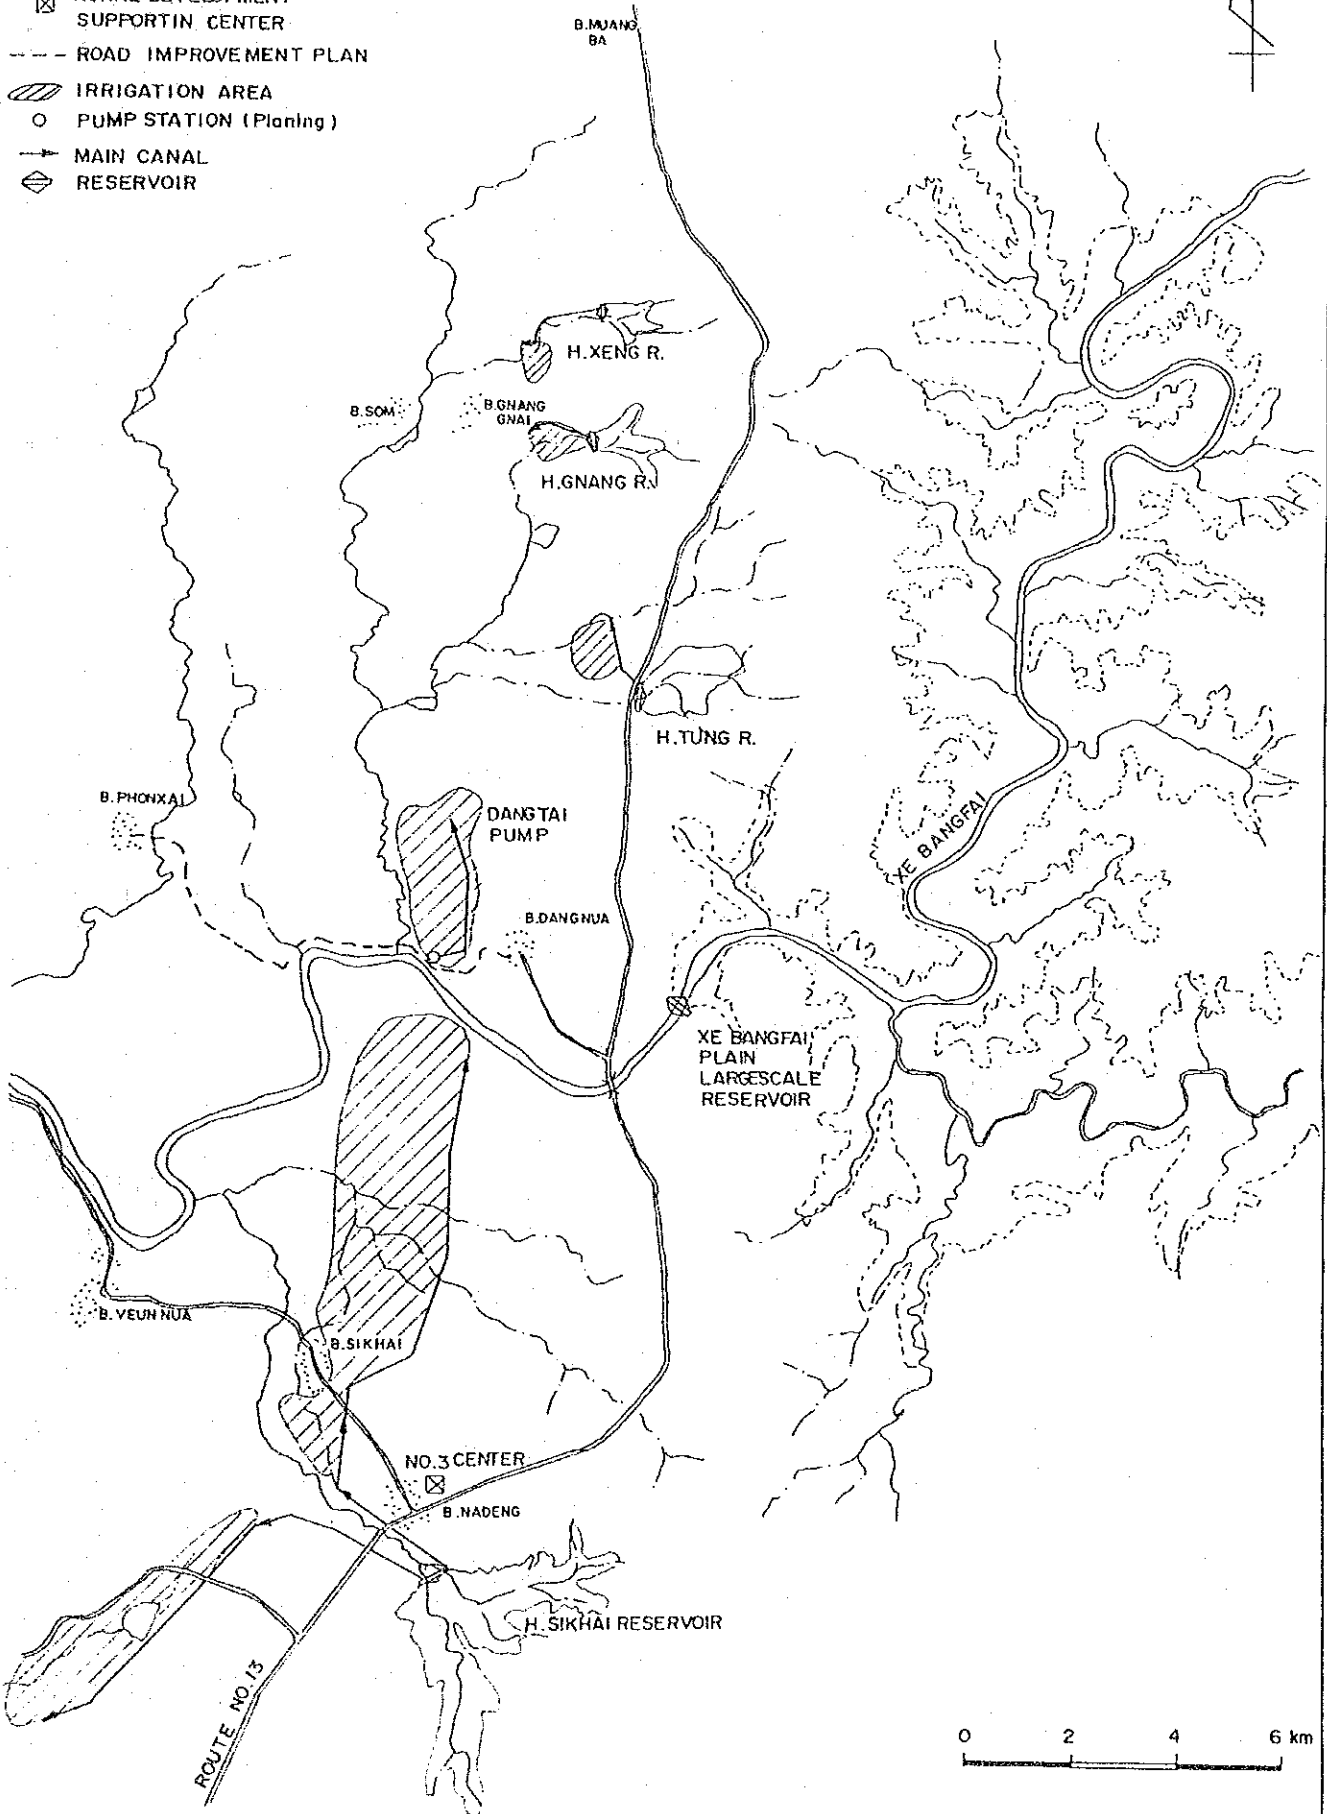 SUPPORTIN CENTER
ROAD IMPROVEMENT PLAN
IRRIGATION AREA
PUMP STATION (Planing)
MAIN CANAL
RESERVOIR
B.MUANG
BA
H.XENG R.
B.SOM
B.GNANG
GNAI
H.GNANG R.
H.TUNG R.
B.PHONXAI
DANGTAI
PUMP
B.DANGNUA
XE BANGFAI
XE BANGFAI
PLAIN
LARGESCALE
RESERVOIR
B.VEUN NUA
B.SIKHAI
NO.3 CENTER
B.NADENG
H.SIKHAI RESERVOIR
ROUTE NO.13
0 2 4 6 km